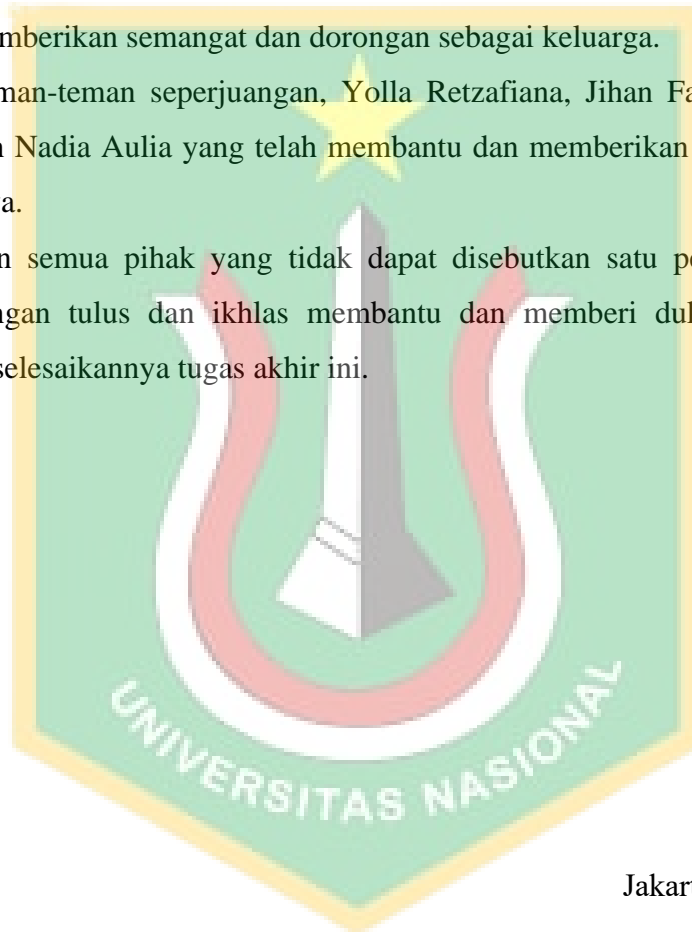 mberikan semangat dan dorongan sebagai keluarga.
man-teman seperjuangan, Yolla Retzafiana, Jihan Fa
n Nadia Aulia yang telah membantu dan memberikan
a.
n semua pihak yang tidak dapat disebutkan satu pe
ngan tulus dan ikhlas membantu dan memberi duk
selesaikannya tugas akhir ini.
UNIVERSITAS NASIONAL
Jakart